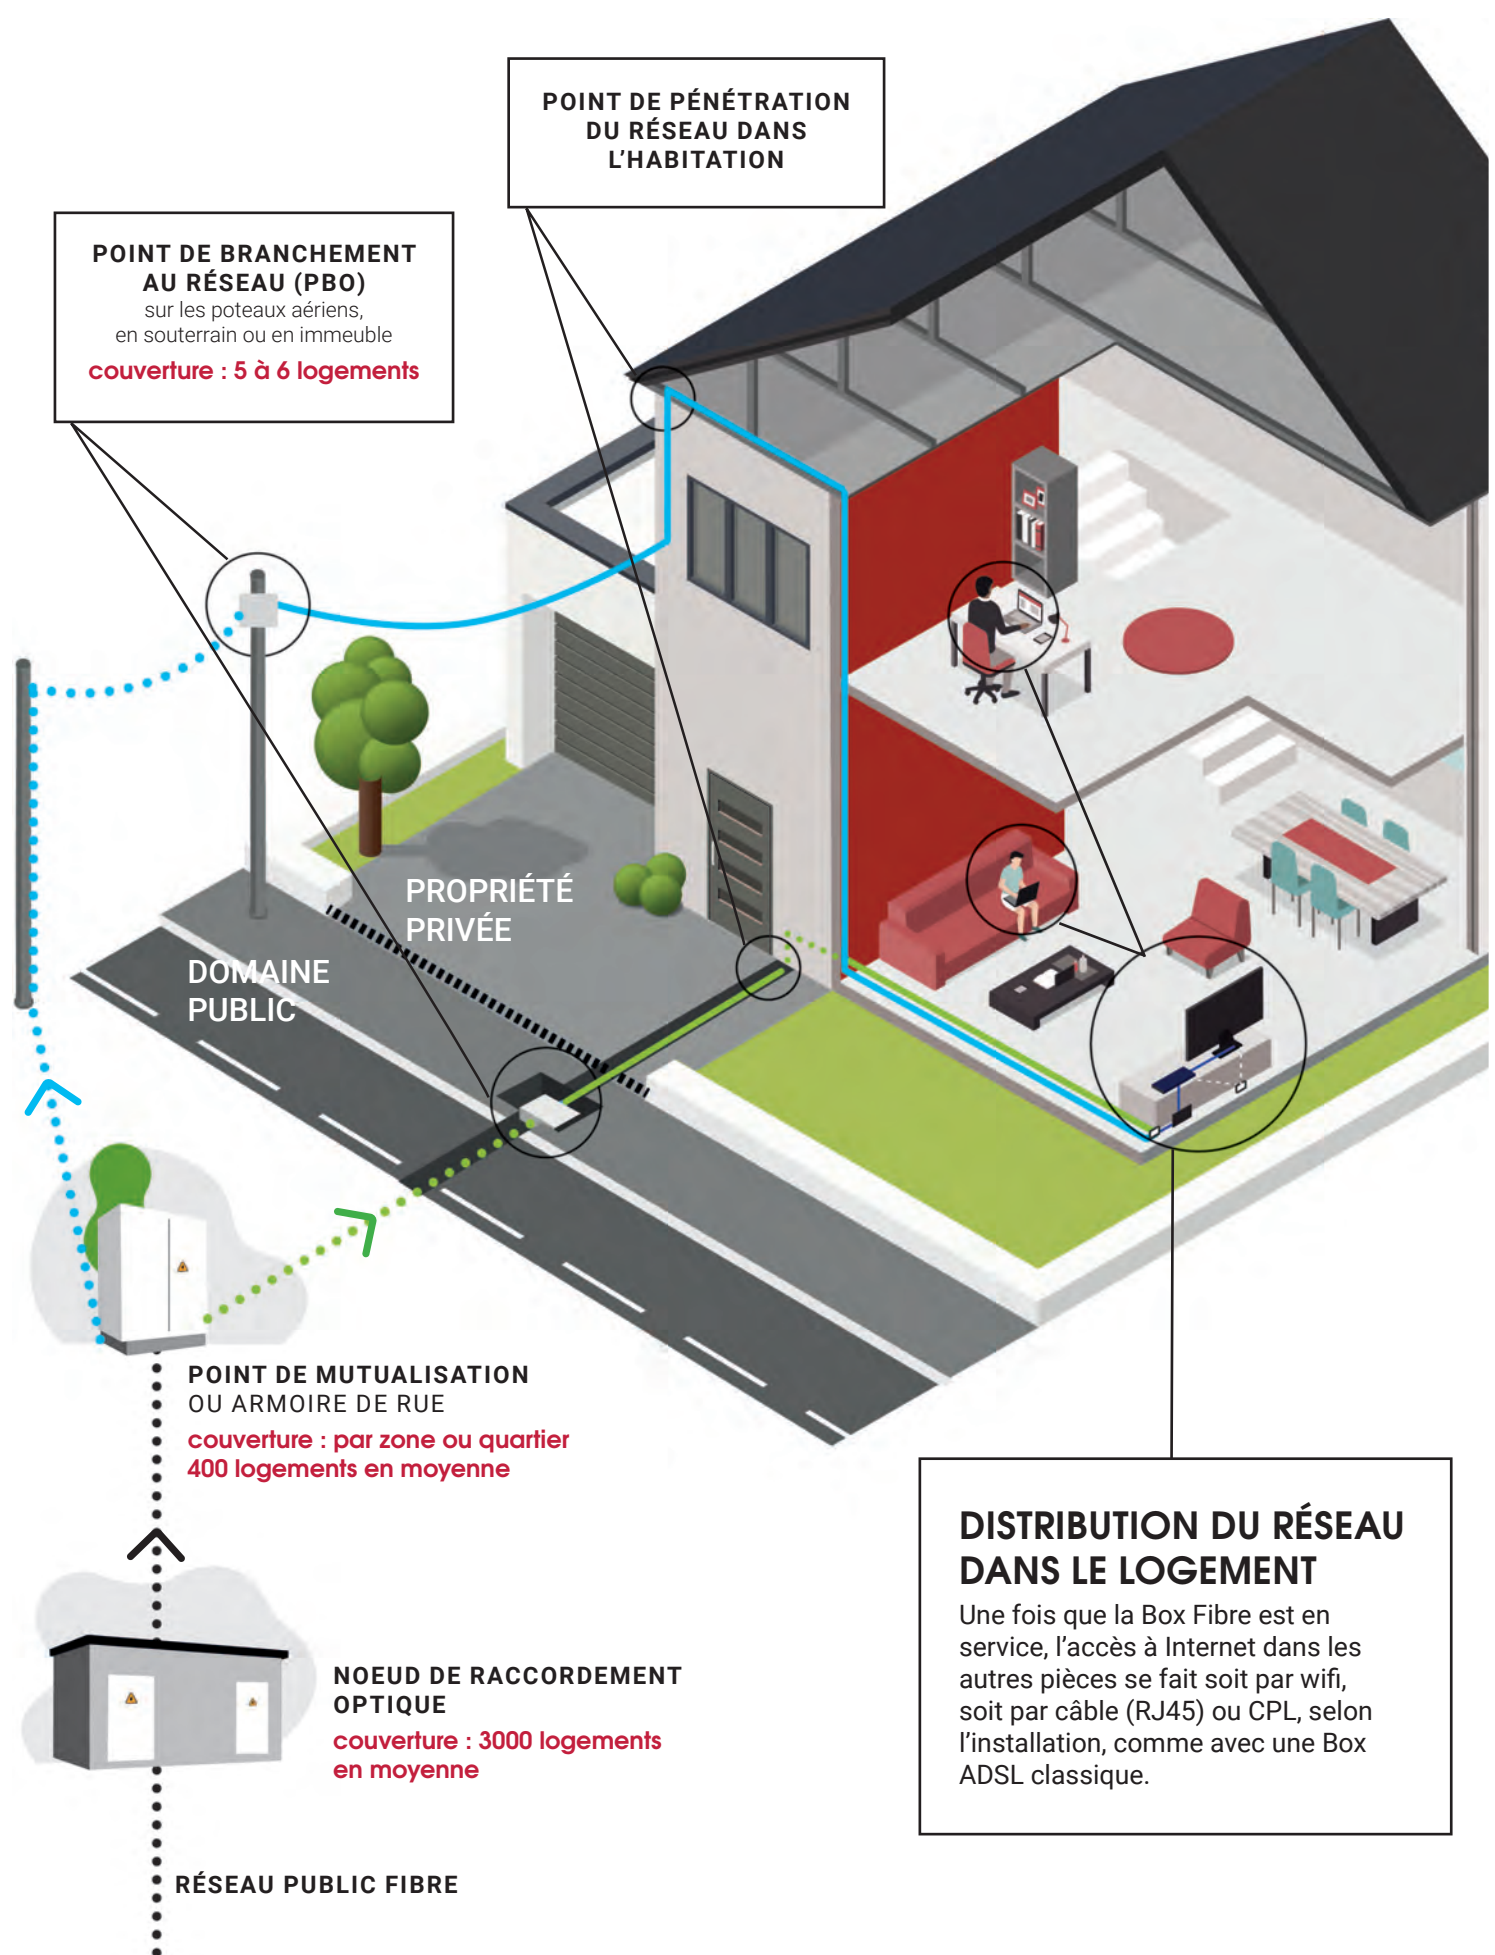 POINT DE PÉNÉTRATION
DU RÉSEAU DANS
L'HABITATION
POINT DE BRANCHEMENT
AU RÉSEAU (PBO)
sur les poteaux aériens,
en souterrain ou en immeuble
couverture : 5 à 6 logements
PROPRIÉTÉ
PRIVÉE
DOMAINE
PUBLIC
POINT DE MUTUALISATION
OU ARMOIRE DE RUE
couverture : par zone ou quartier
400 logements en moyenne
DISTRIBUTION DU RÉSEAU
DANS LE LOGEMENT
Une fois que la Box Fibre est en
service, l'accès à Internet dans les
autres pièces se fait soit par wifi,
soit par câble (RJ45) ou CPL, selon
l'installation, comme avec une Box
ADSL classique.
NOEUD DE RACCORDEMENT
OPTIQUE
couverture : 3000 logements
en moyenne
RÉSEAU PUBLIC FIBRE